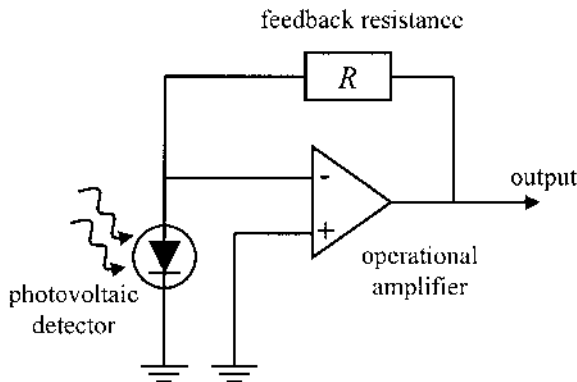 feedback resistance
R
-
+
output
operational
amplifier
photovoltaic
detector